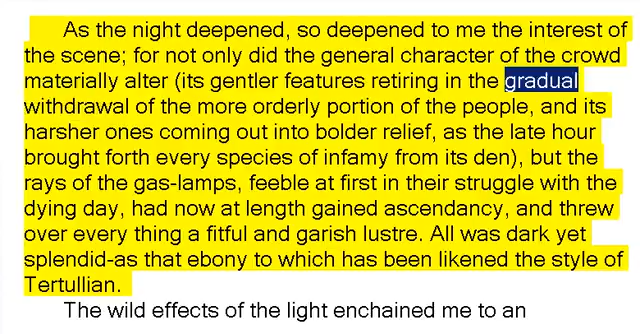 As the night deepened, so deepened to me the interest of
the scene; for not only did the general character of the crowd
materially alter (its gentler features retiring in the gradual
withdrawal of the more orderly portion of the people, and its
harsher ones coming out into bolder relief, as the late hour
brought forth every species of infamy from its den), but the
rays of the gas-lamps, feeble at first in their struggle with the
dying day, had now at length gained ascendancy, and threw
over every thing a fitful and garish lustre. All was dark yet
splendid-as that ebony to which has been likened the style of
Tertullian.
The wild effects of the light enchained me to an